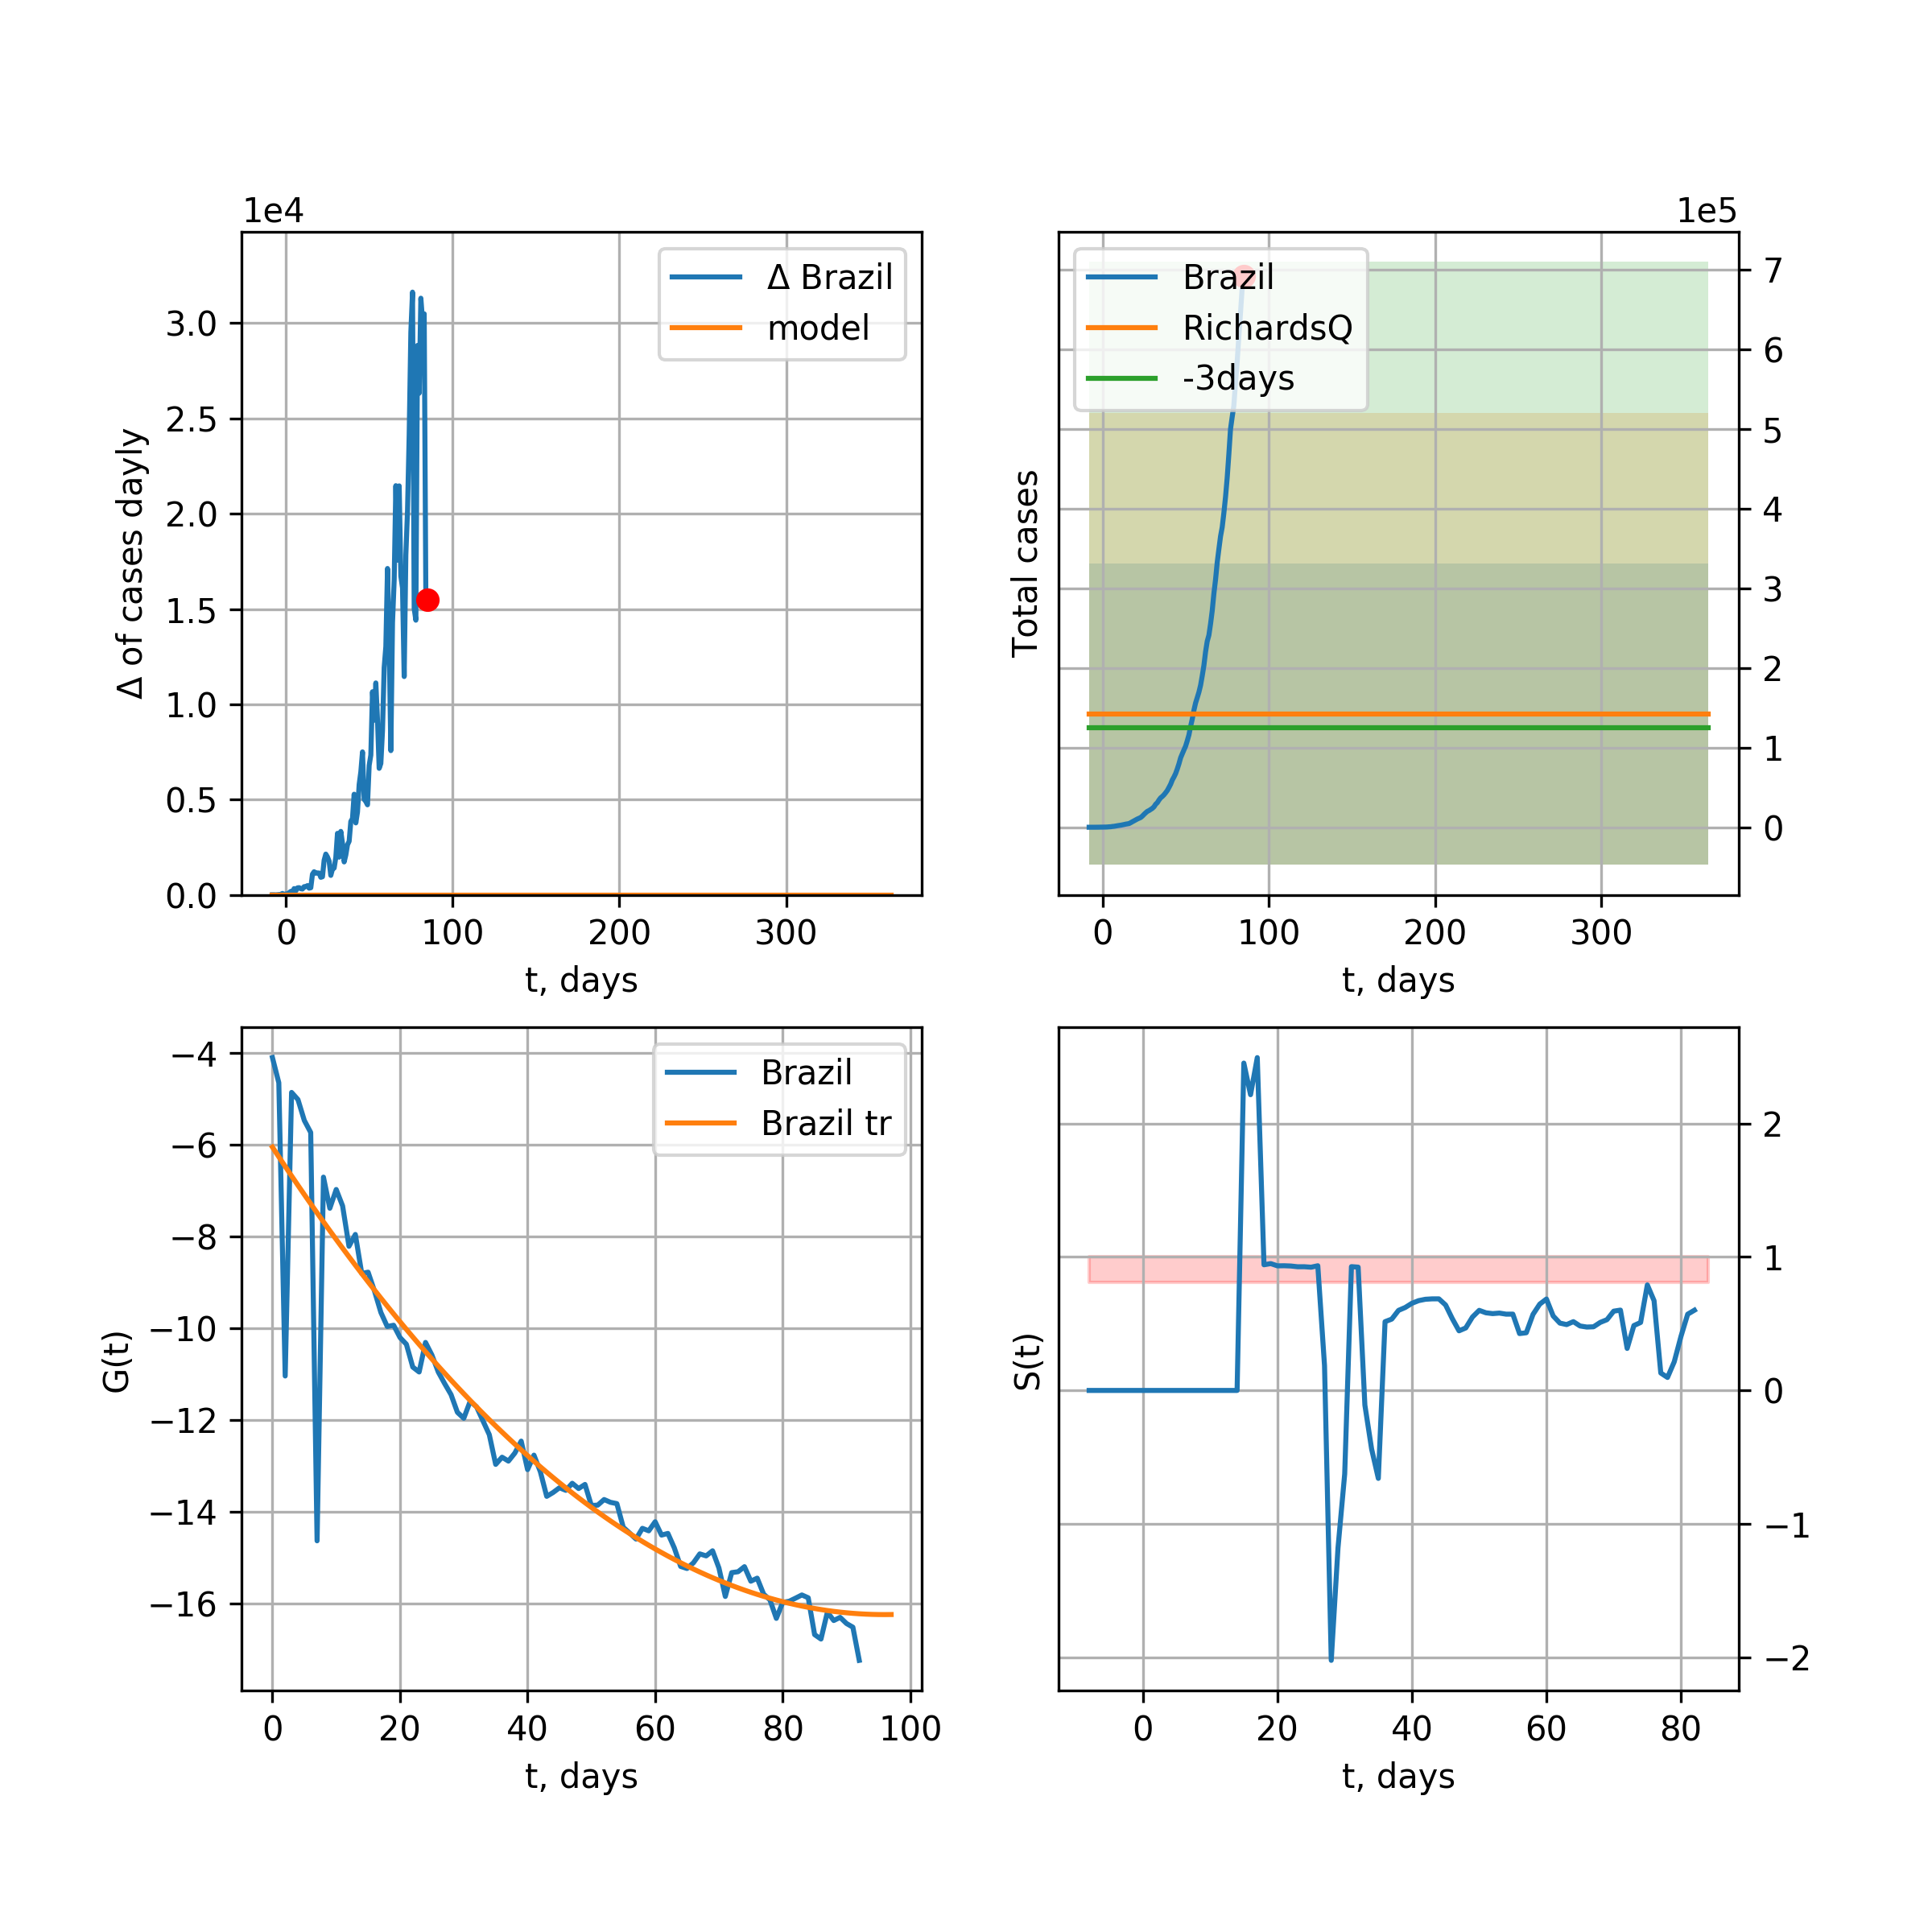 1e4
Δ of cases dayly
3.0
2.5
2.0
1.5
1.0
0.5
0.0
0 100 200 300
t, days
Δ Brazil
model
1e5
Total cases
7
6
5
4
3
2
1
0
0 100 200 300
t, days
Brazil
RichardsQ
-3days
G(t)
−4
−6
−8
−10
−12
−14
−16
0 20 40 60 80 100
t, days
Brazil
Brazil tr
S(t)
2
1
0
−1
−2
0 20 40 60 80
t, days